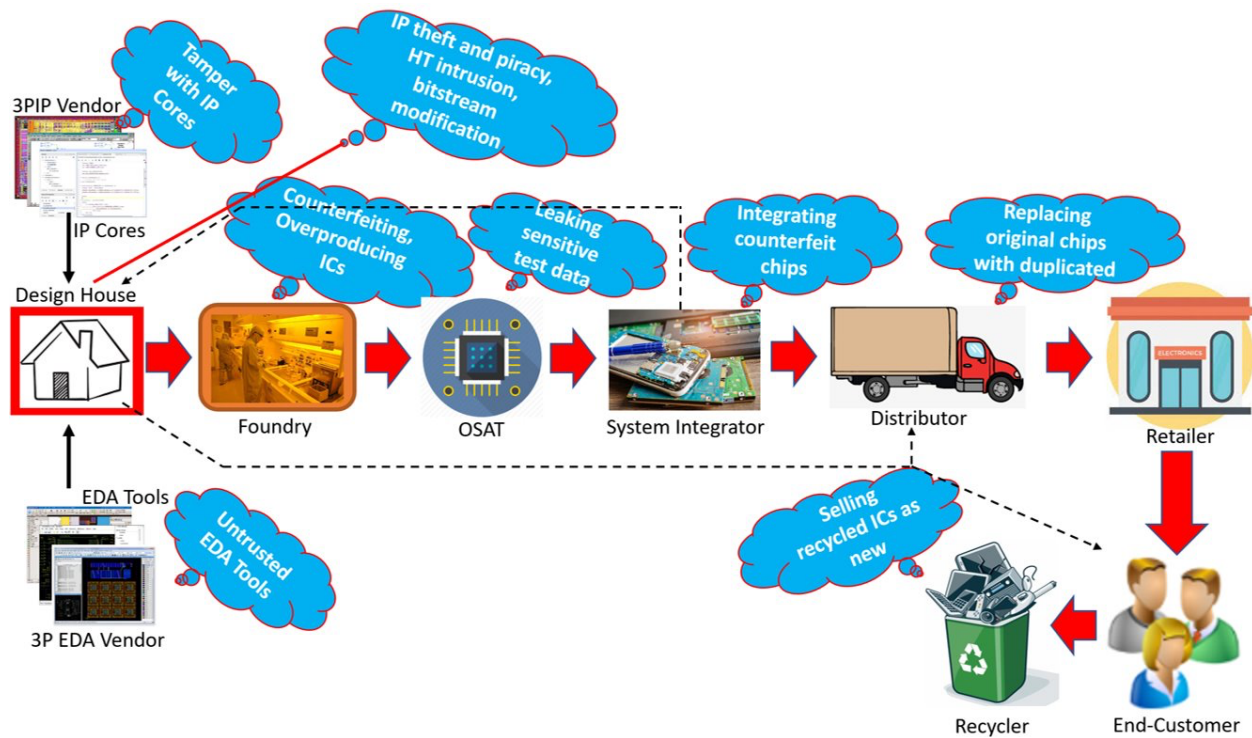 Tamper
with IP
Cores
IP theft and piracy,
HT intrusion,
bitstream
modification
3PIP Vendor
IP Cores
Counterfeiting,
Overproducing
ICs
Leaking
sensitive
test data
Integrating
counterfeit
chips
Replacing
original chips
with duplicated
Design House
ELECTRONICS
Foundry
OSAT
System Integrator
Distributor
Retailer
EDA Tools
Untrusted
EDA Tools
3P EDA Vendor
Selling
recycled ICs as
new
Recycler
End-Customer